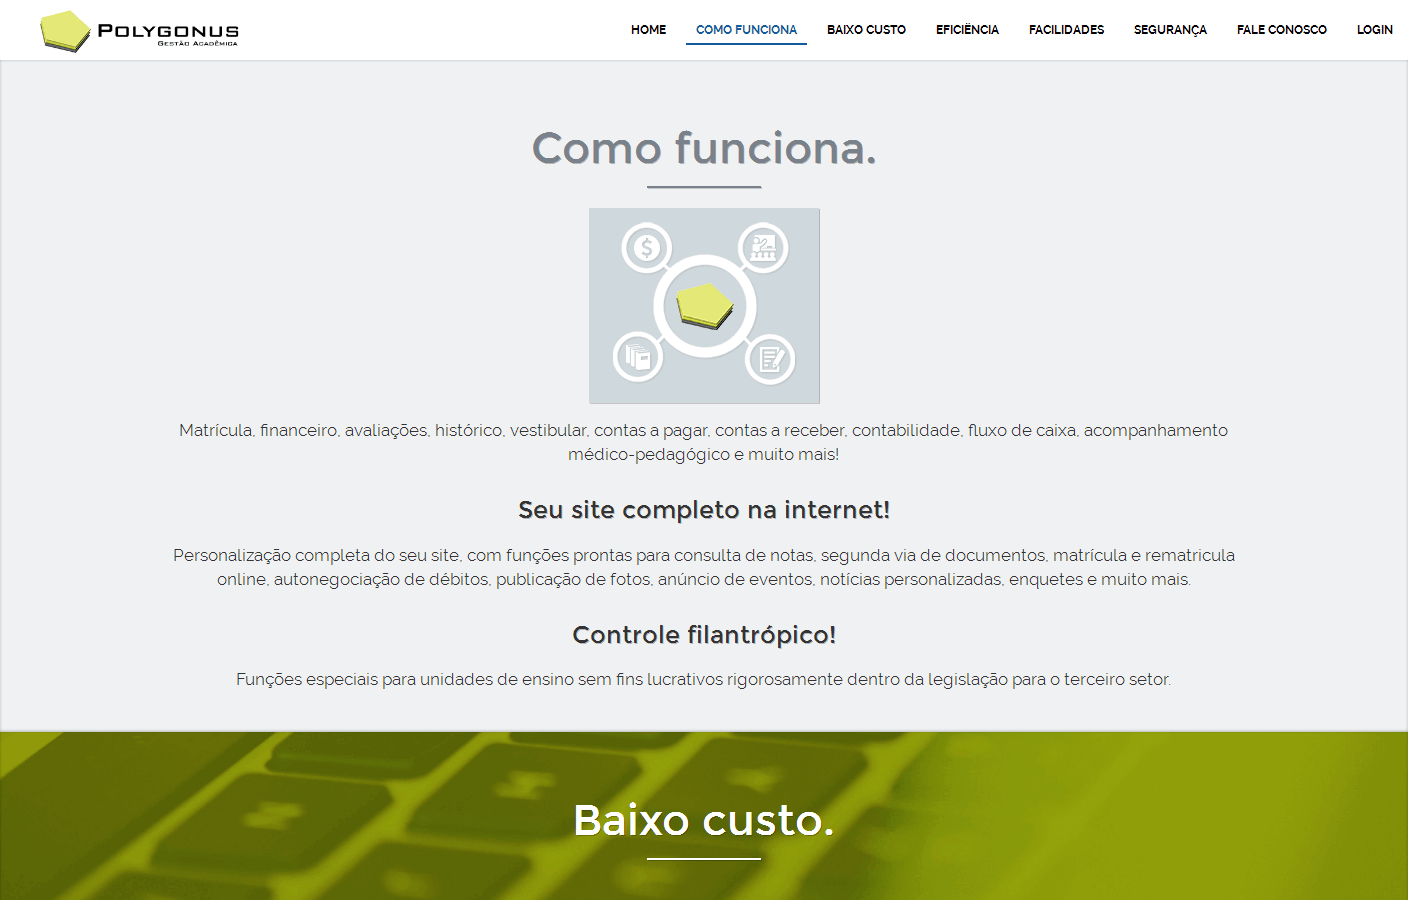 POLYGONUS
GESTÃO ACADÊMICA
HOME
COMO FUNCIONA
BAIXO CUSTO
EFICIÊNCIA
FACILIDADES
SEGURANÇA
FALE CONOSCO
LOGIN
Como funciona.
$
Matrícula, financeiro, avaliações, histórico, vestibular, contas a pagar, contas a receber, contabilidade, fluxo de caixa, acompanhamento
médico-pedagógico e muito mais!
Seu site completo na internet!
Personalização completa do seu site, com funções prontas para consulta de notas, segunda via de documentos, matrícula e rematricula
online, autonegociação de débitos, publicação de fotos, anúncio de eventos, notícias personalizadas, enquetes e muito mais.
Controle filantrópico!
Funções especiais para unidades de ensino sem fins lucrativos rigorosamente dentro da legislação para o terceiro setor.
Baixo custo.